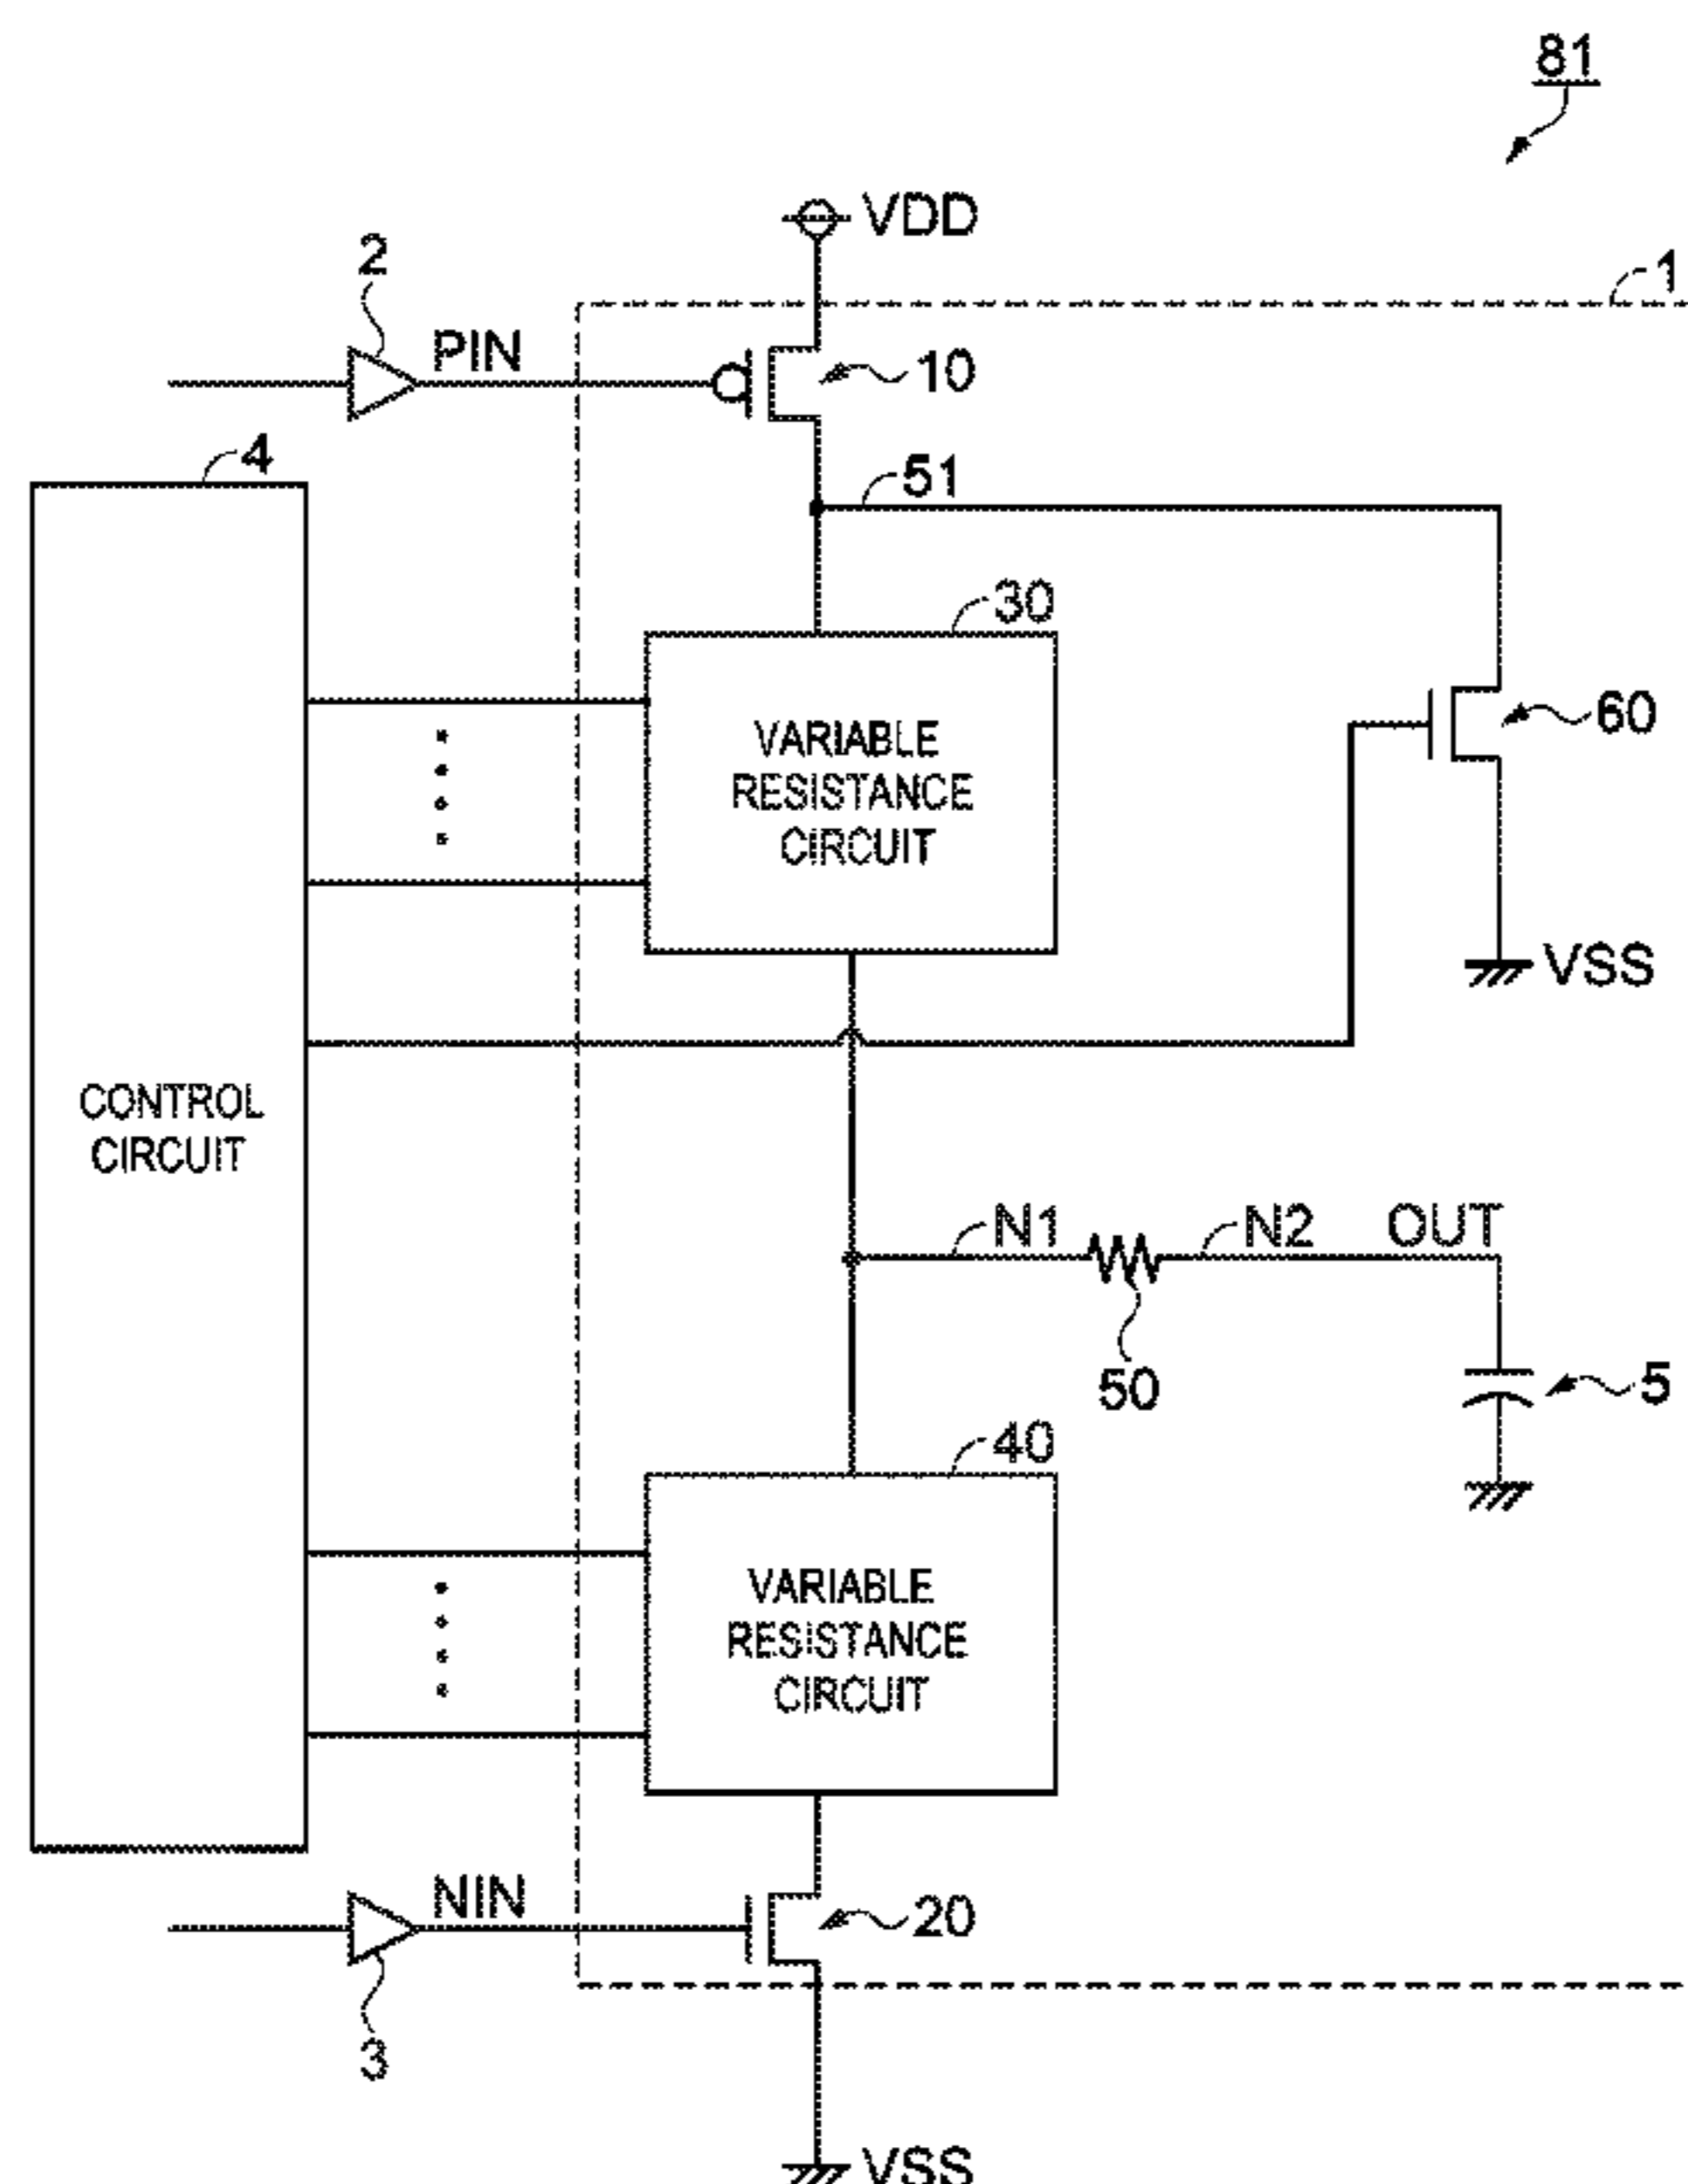 81
VDD
2
1
PIN
10
4
51
30
VARIABLE
RESISTANCE
CIRCUIT
60
VSS
CONTROL
CIRCUIT
N1
N2
OUT
50
5
40
VARIABLE
RESISTANCE
CIRCUIT
NIN
20
3
VSS